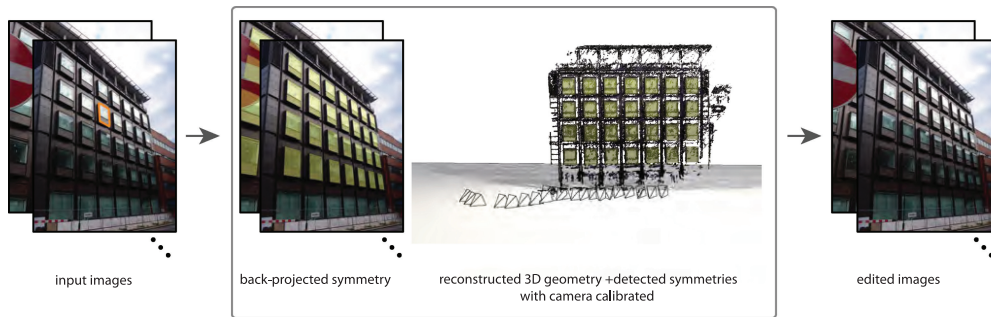 input images
back-projected symmetry
reconstructed 3D geometry +detected symmetries
with camera calibrated
edited images